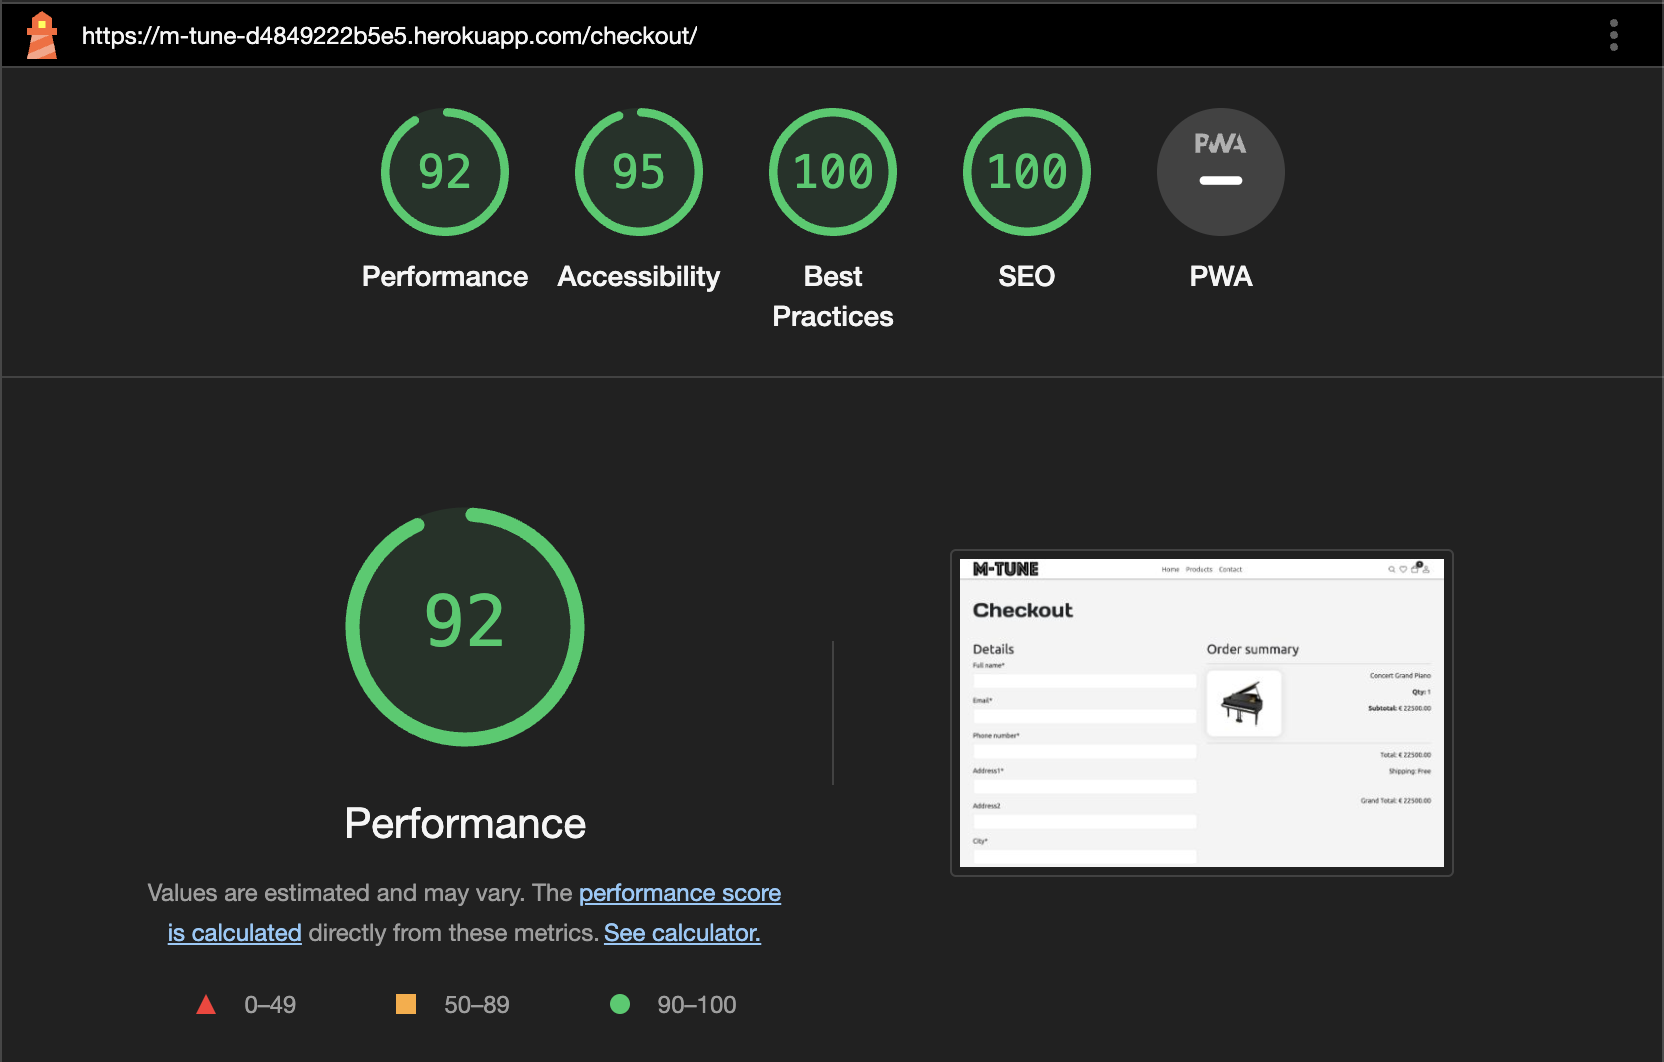 https://m-tune-d4849222b5e5.herokuapp.com/checkout/
92
95
100
100
PWA
Performance
Accessibility
Best
Practices
SEO
PWA
92
Performance
Values are estimated and may vary. The performance score
is calculated directly from these metrics. See calculator.
0–49
50–89
90–100
M-TUNE
Home Products Contact
Checkout
Details
Full name*
Email*
Phone number*
Address1*
Address2
City*
Order summary
Concert Grand Piano
Qty: 1
Subtotal: € 22500.00
Total: € 22500.00
Shipping: Free
Grand Total: € 22500.00